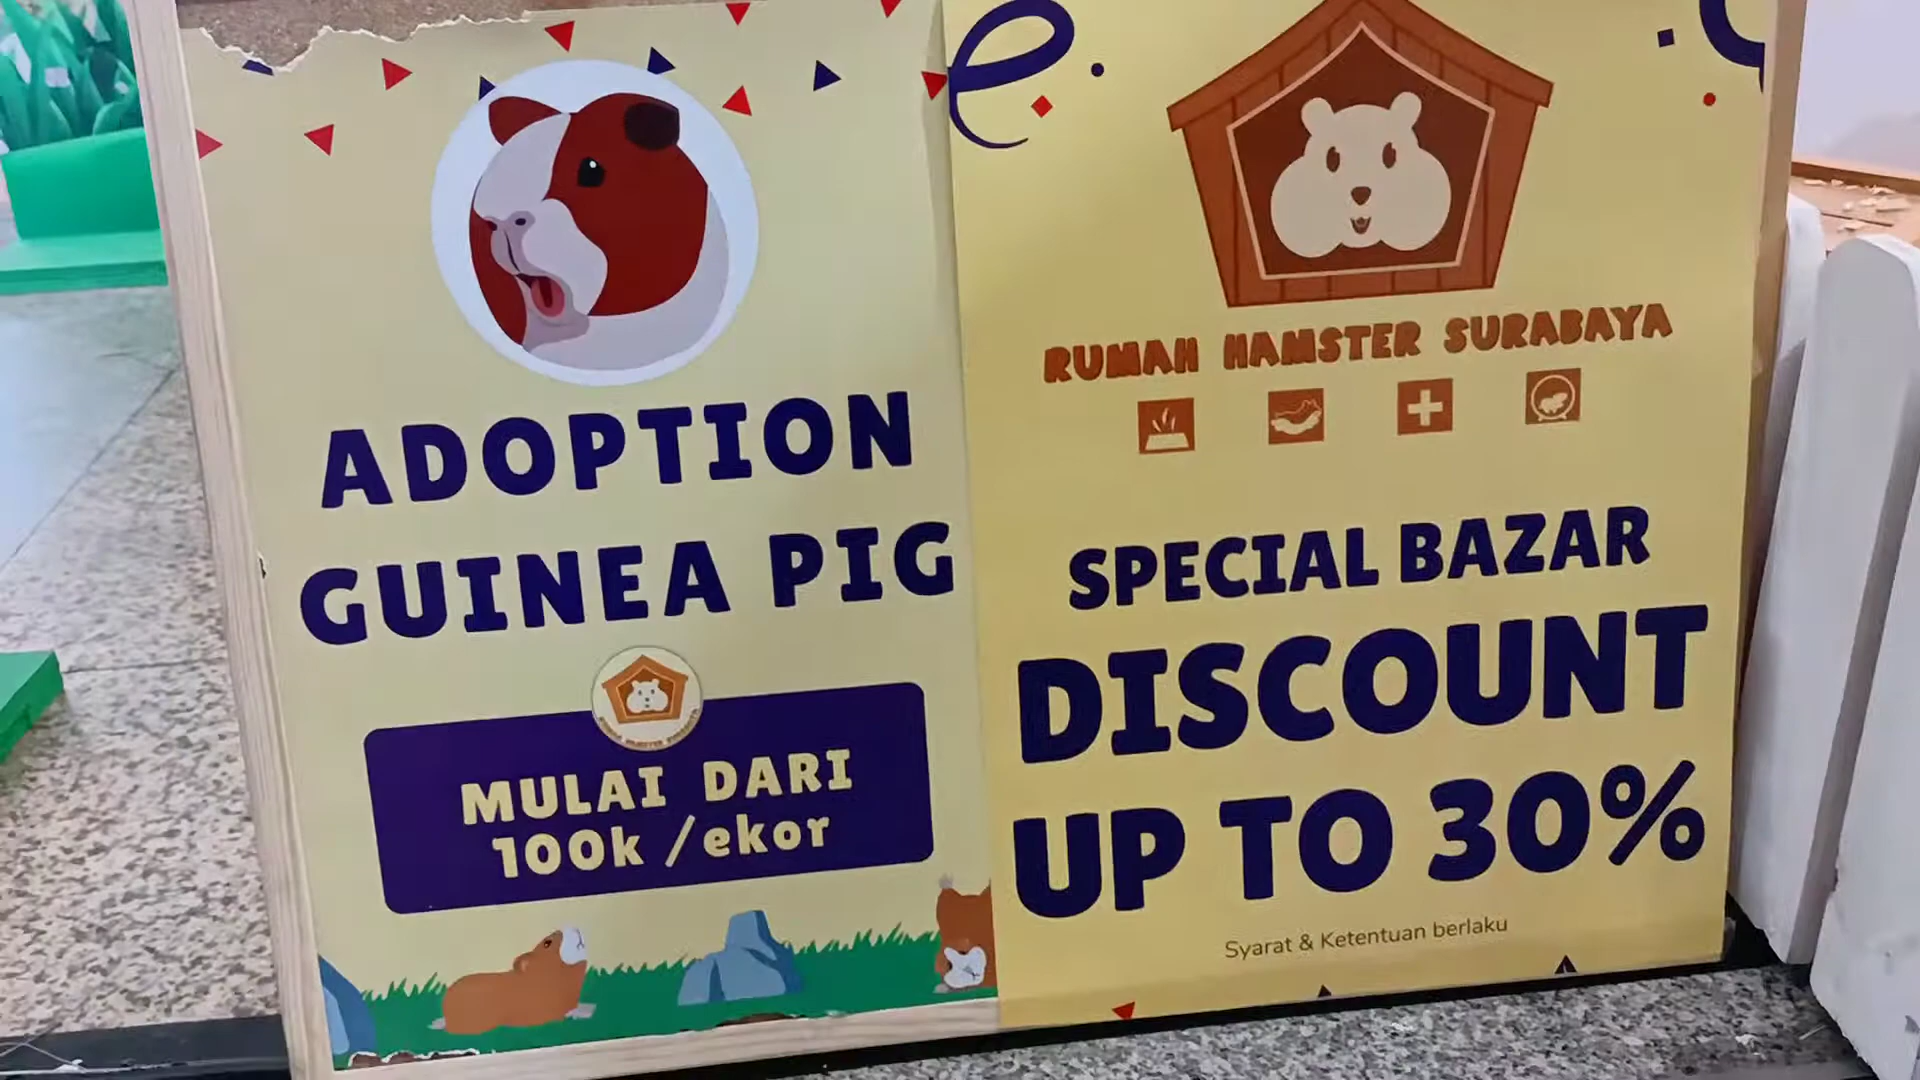 ADOPTION
GUINEA PIG
MULAI DARI
100k /ekor
RUMAH HAMSTER SURABAYA
SPECIAL BAZAR
DISCOUNT
UP TO 30%
Syarat & Ketentuan berlaku